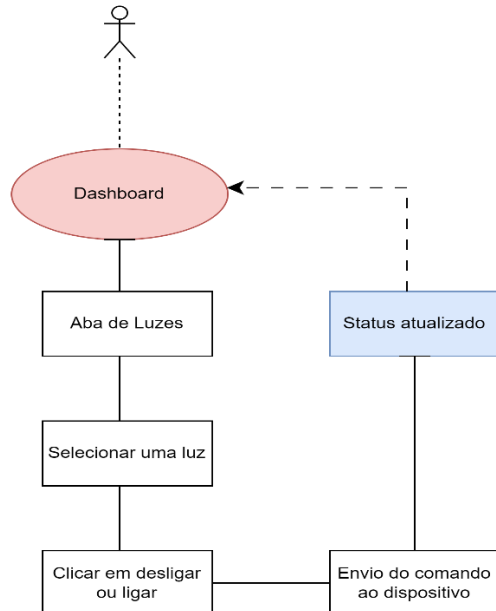 Dashboard
Aba de Luzes
Status atualizado
Selecionar uma luz
Clicar em desligar
ou ligar
Envio do comando
ao dispositivo